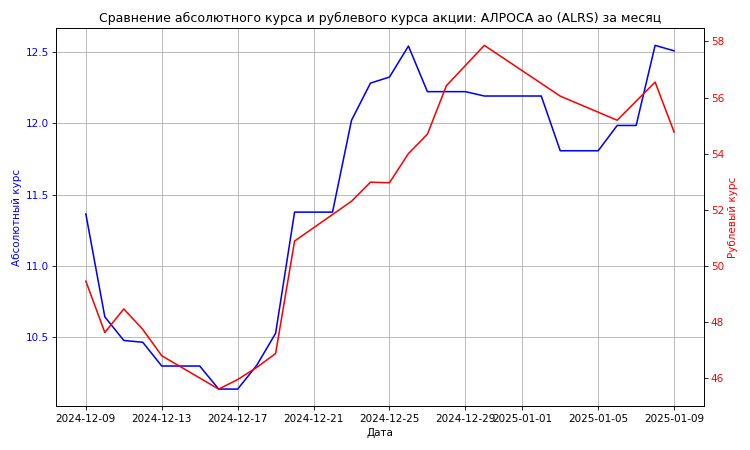 Сравнение абсолютного курса и рублевого курса акции: АЛРОСА ао (ALRS) за месяц
12.5
12.0
11.5
11.0
10.5
Абсолютный курс
58
56
54
52
50
48
46
Рублевый курс
2024-12-09 2024-12-13 2024-12-17 2024-12-21 2024-12-25 2024-12-29 2025-01-01 2025-01-05 2025-01-09
Дата